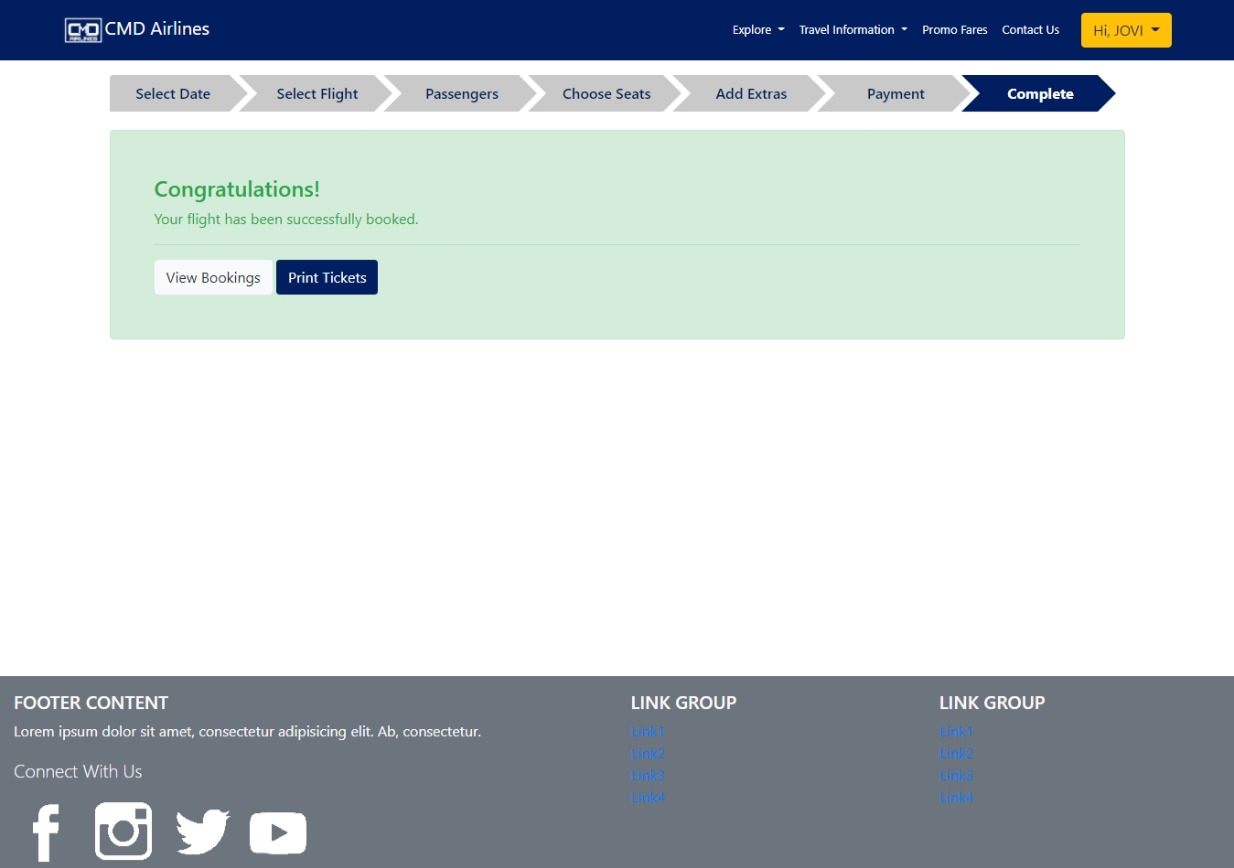 CMD AIRLINES CMD Airlines Explore Travel Information Promo Fares Contact Us Hi, JOVI
Select Date Select Flight Passengers Choose Seats Add Extras Payment Complete
Congratulations!
Your flight has been successfully booked.
View Bookings Print Tickets
FOOTER CONTENT
Lorem ipsum dolor sit amet, consectetur adipisicing elit. Ab, consectetur.
Connect With Us
LINK GROUP
Link1
Link2
Link3
Link4
LINK GROUP
Link1
Link2
Link3
Link4